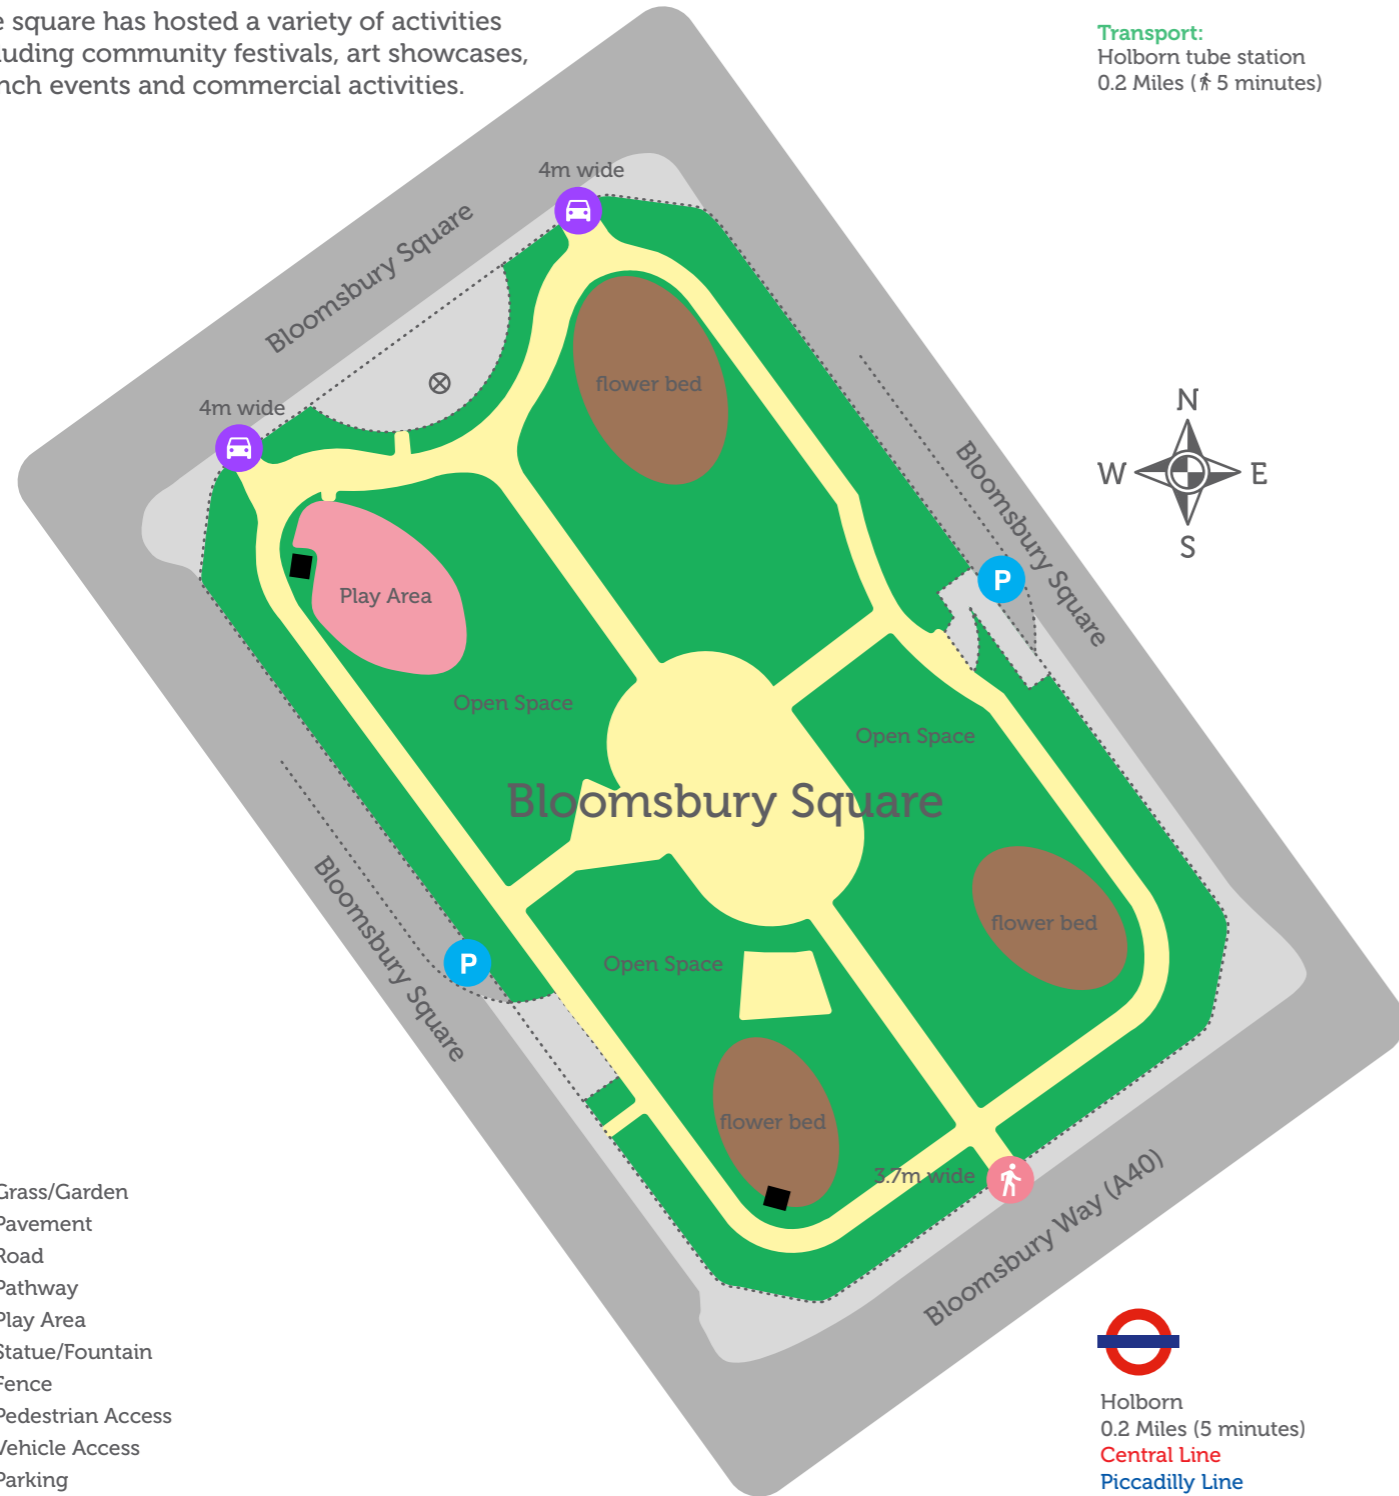 square has hosted a variety of activities
community festivals, art showcases,
events and commercial activities.
Transport:
Holborn tube station
0.2 Miles (5 minutes)
4m wide
Bloomsbury Square
4m wide
flower bed
N
W E
S
Bloomsbury Square
P
Play Area
Open Space
Open Space
Bloomsbury Square
Bloomsbury Square
flower bed
P
Open Space
flower bed
3.7m wide
Bloomsbury Way (A40)
Grass/Garden
Pavement
Road
Pathway
Play Area
Statue/Fountain
Fence
Pedestrian Access
Vehicle Access
Parking
Holborn
0.2 Miles (5 minutes)
Central Line
Piccadilly Line